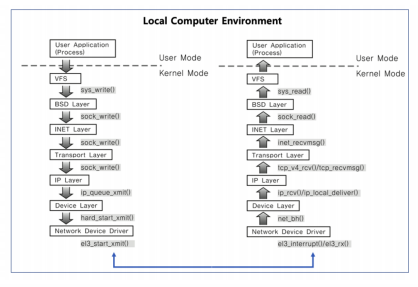 Local Computer Environment
User Application
(Process)
User Mode
Kernel Mode
VFS
sys_write()
BSD Layer
sock_write()
INET Layer
sock_write()
Transport Layer
sock_write()
IP Layer
ip_queue_xmit()
Device Layer
hard_start_xmit()
Network Device Driver
el3_start_xmit()
User Application
(Process)
User Mode
Kernel Mode
VFS
sys_read()
BSD Layer
sock_read()
INET Layer
inet_recvmsg()
Transport Layer
tcp_v4_rcv()/tcp_recvmsg()
IP Layer
ip_rcv()/ip_local_deliver()
Device Layer
net_bh()
Network Device Driver
el3_interrupt()/el3_rx()